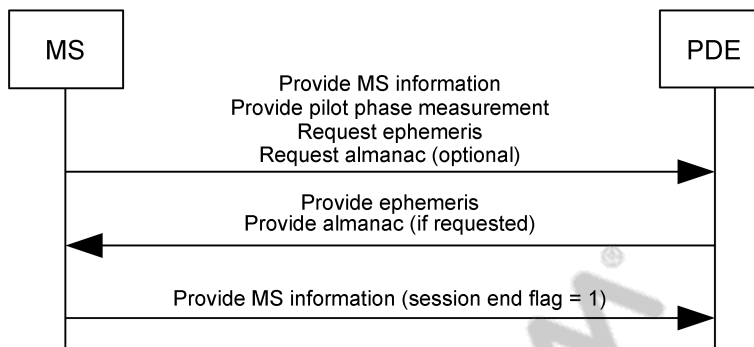 MS
PDE
Provide MS information
Provide pilot phase measurement
Request ephemeris
Request almanac (optional)
Provide ephemeris
Provide almanac (if requested)
Provide MS information (session end flag = 1)